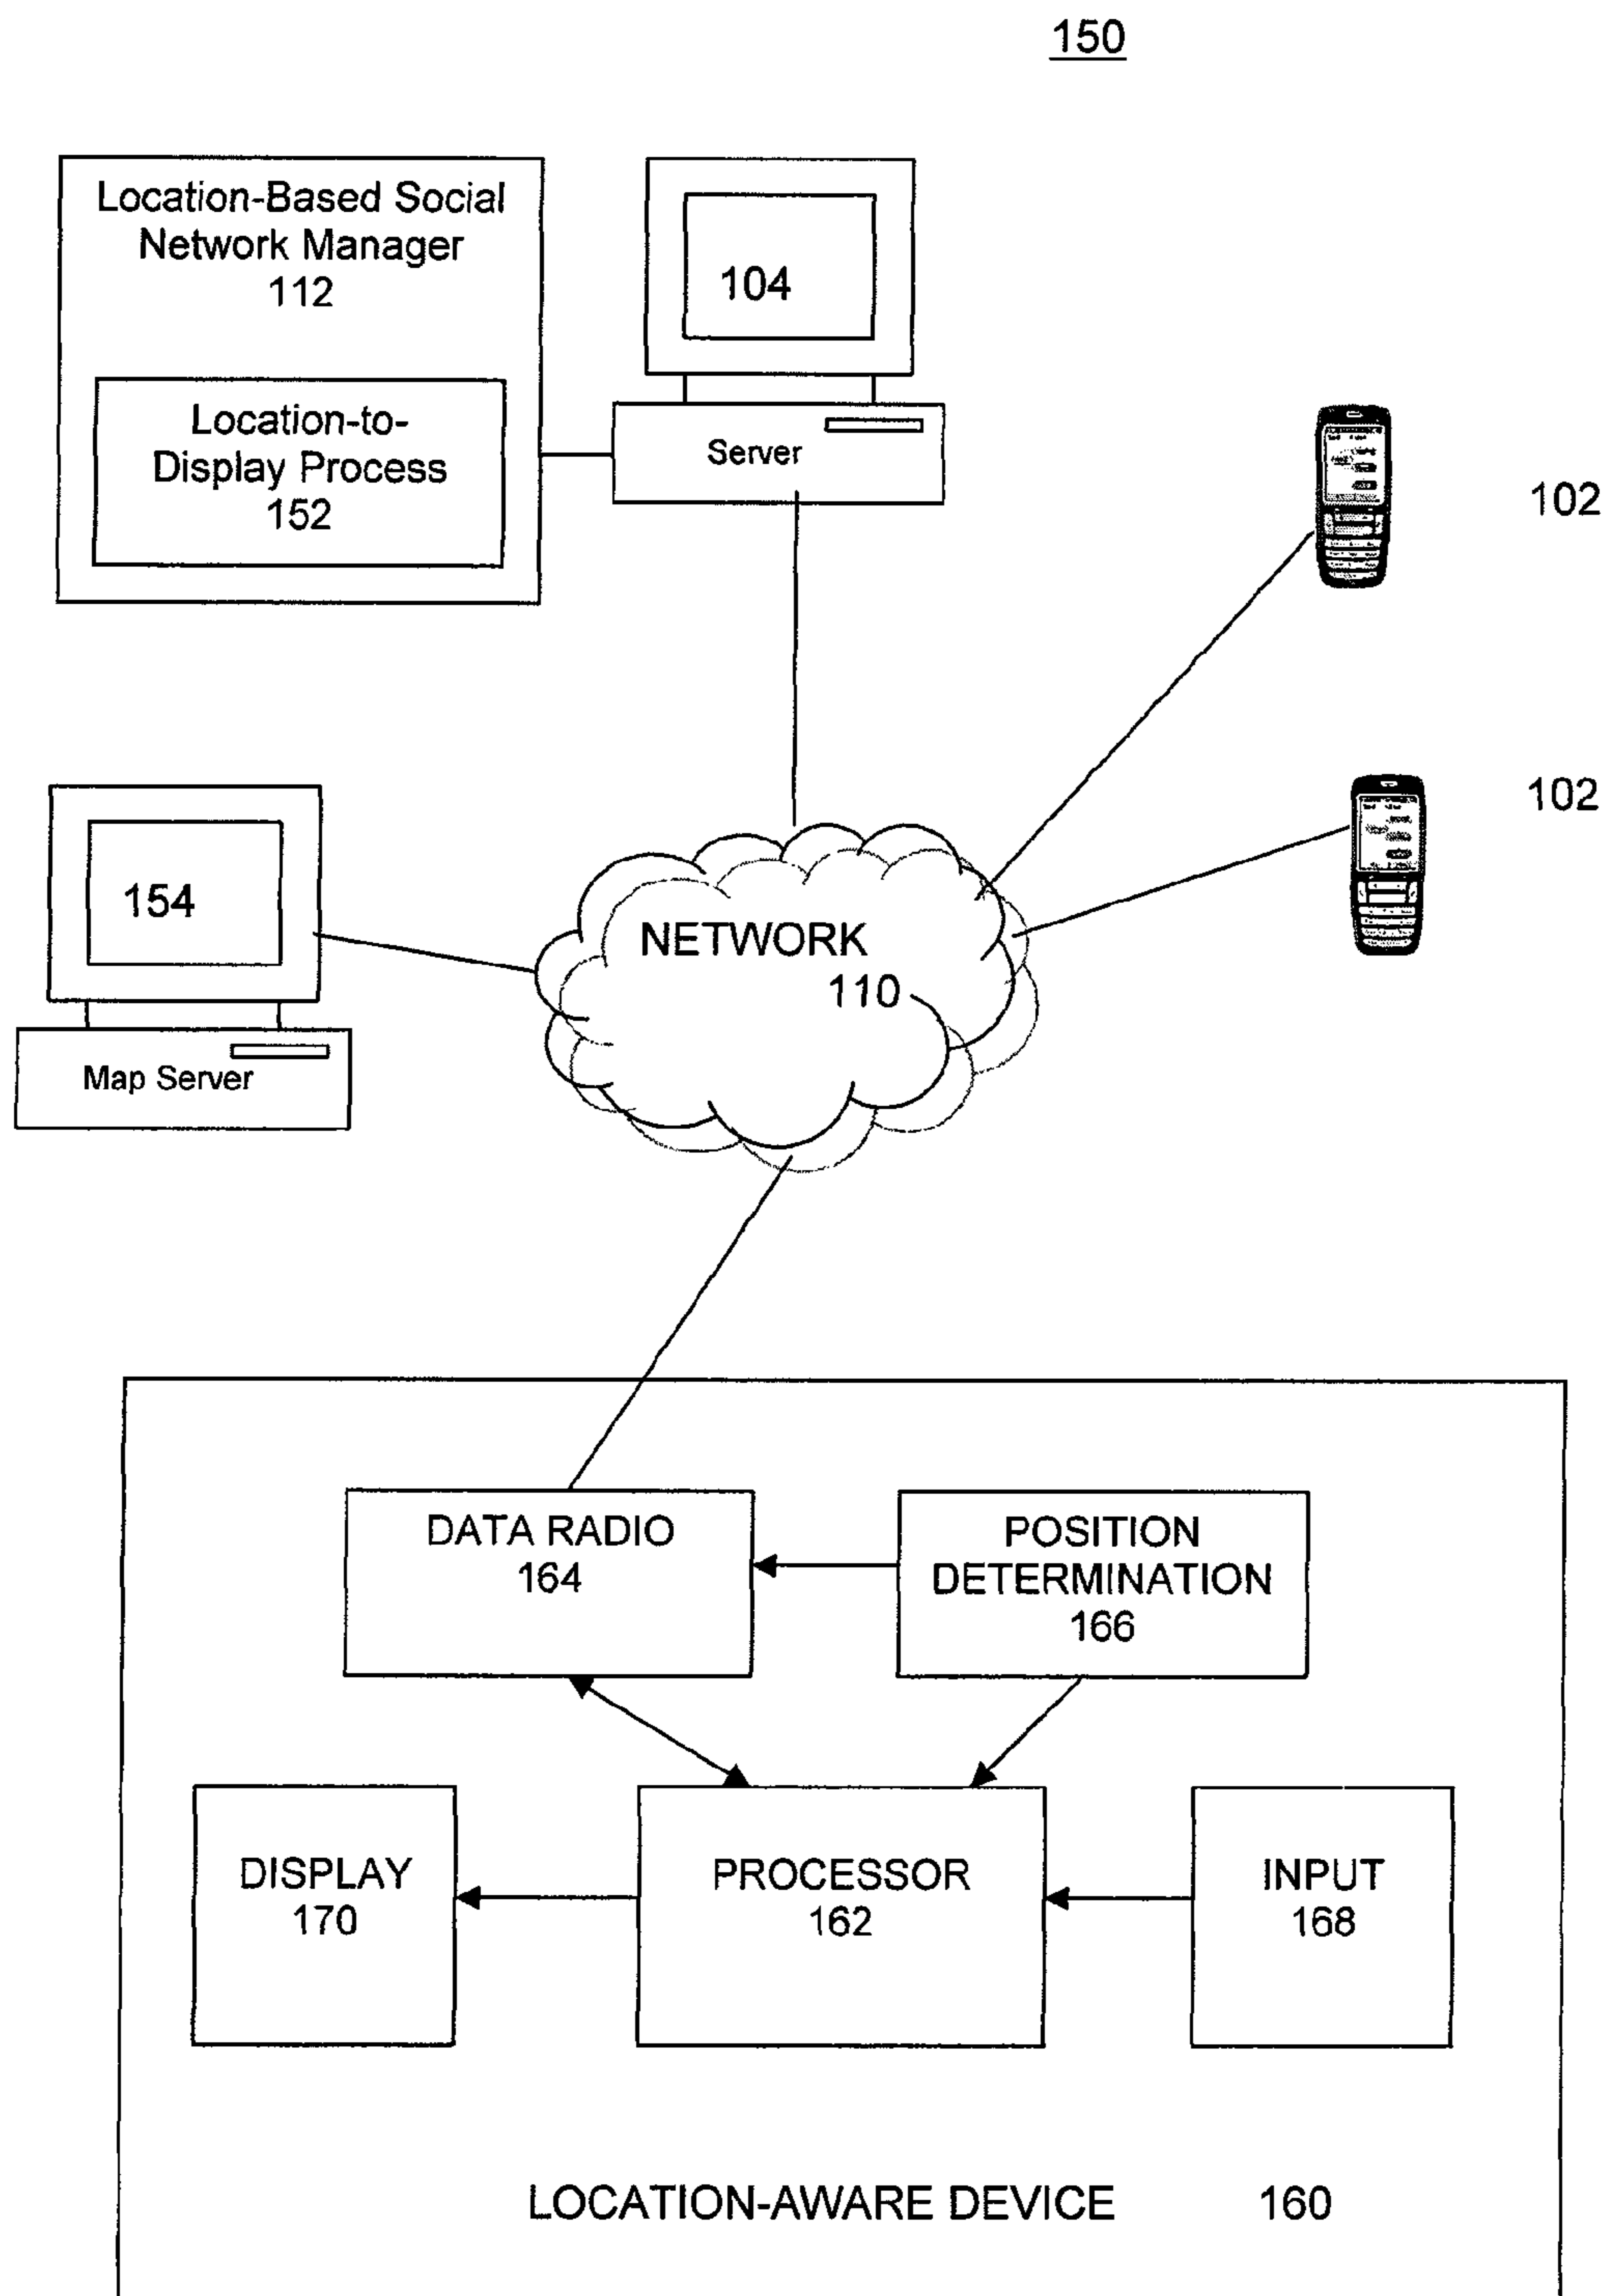 150
Location-Based Social
Network Manager
112
Location-to-
Display Process
152
104
Server
102
102
154
Map Server
NETWORK
110
DATA RADIO
164
POSITION
DETERMINATION
166
DISPLAY
170
PROCESSOR
162
INPUT
168
LOCATION-AWARE DEVICE 160